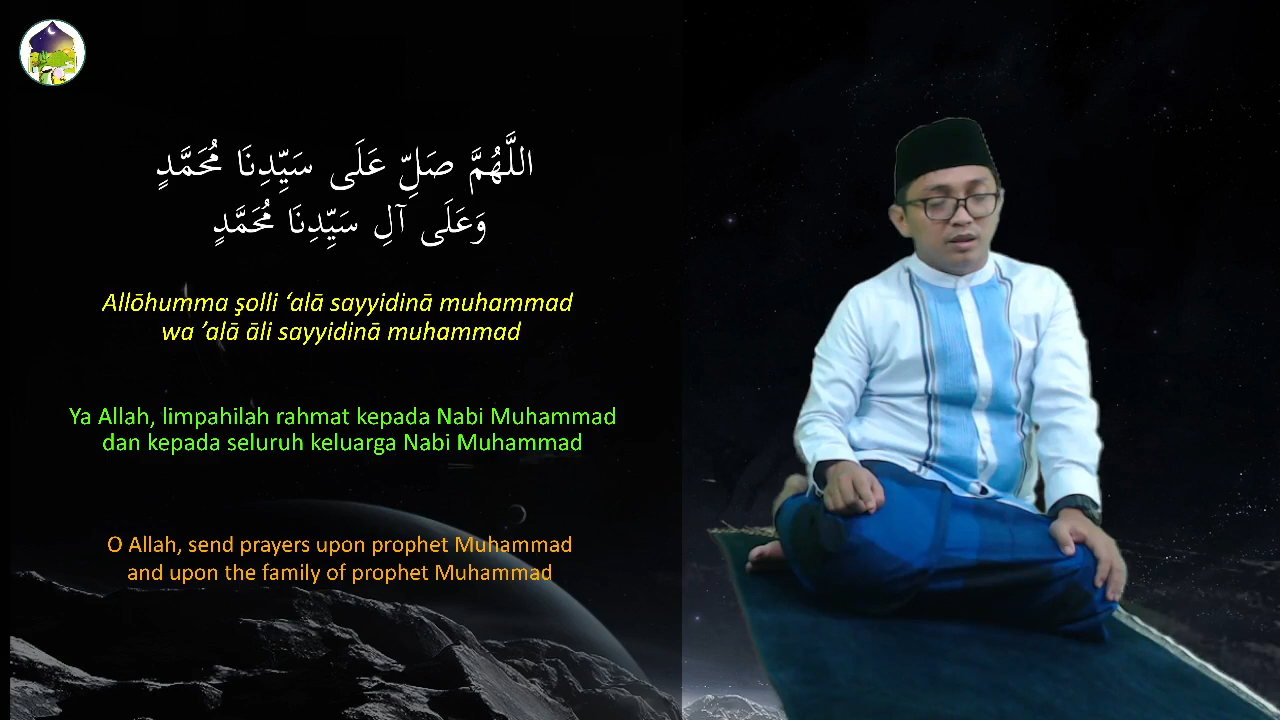 اللَّهُمَّ صَلِّ عَلَى سَيِّدِنَا مُحَمَّدٍ
وَعَلَى آلِ سَيِّدِنَا مُحَمَّدٍ
Allōhumma şolli ‘alā sayyidinā muhammad
wa ’alā āli sayyidinā muhammad
Ya Allah, limpahilah rahmat kepada Nabi Muhammad
dan kepada seluruh keluarga Nabi Muhammad
O Allah, send prayers upon prophet Muhammad
and upon the family of prophet Muhammad